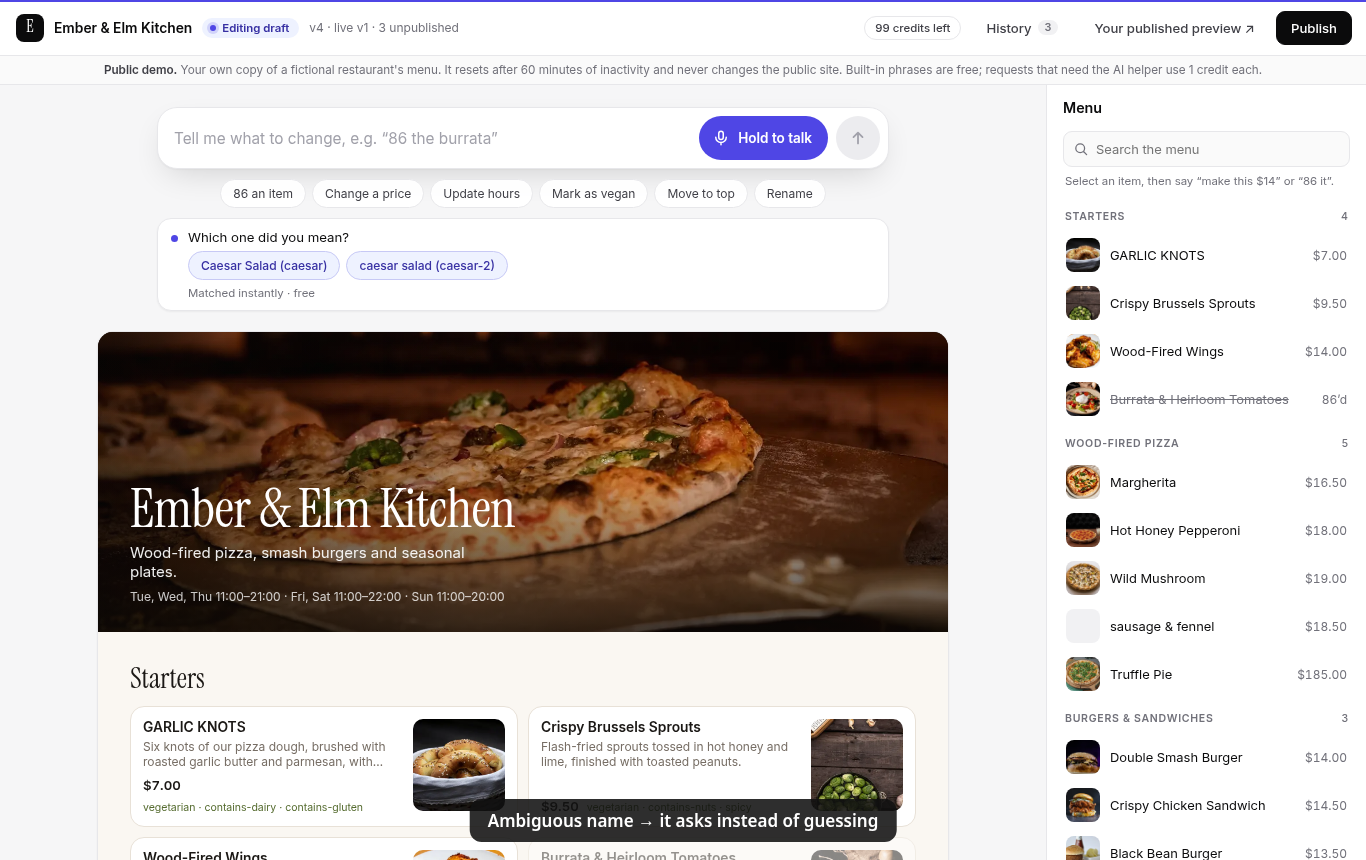 E
Ember & Elm Kitchen
Editing draft
v4 · live v1 · 3 unpublished
99 credits left
History 3
Your published preview ↗
Publish
Public demo. Your own copy of a fictional restaurant's menu. It resets after 60 minutes of inactivity and never changes the public site. Built-in phrases are free; requests that need the AI helper use 1 credit each.
Tell me what to change, e.g. “86 the burrata”
Hold to talk
86 an item
Change a price
Update hours
Mark as vegan
Move to top
Rename
Which one did you mean?
Caesar Salad (caesar)
caesar salad (caesar-2)
Matched instantly · free
Ember & Elm Kitchen
Wood-fired pizza, smash burgers and seasonal
plates.
Tue, Wed, Thu 11:00–21:00 · Fri, Sat 11:00–22:00 · Sun 11:00–20:00
Starters
GARLIC KNOTS
Six knots of our pizza dough, brushed with
roasted garlic butter and parmesan, with...
$7.00
vegetarian · contains-dairy · contains-gluten
Crispy Brussels Sprouts
Flash-fried sprouts tossed in hot honey and
lime, finished with toasted peanuts.
$9.50 vegetarian · contains-nuts · spicy
Wood-Fired Wings
Burrata & Heirloom Tomatoes
Ambiguous name → it asks instead of guessing
Menu
Search the menu
Select an item, then say “make this $14” or “86 it”.
STARTERS 4
GARLIC KNOTS $7.00
Crispy Brussels Sprouts $9.50
Wood-Fired Wings $14.00
Burrata & Heirloom Tomatoes 86’d
WOOD-FIRED PIZZA 5
Margherita $16.50
Hot Honey Pepperoni $18.00
Wild Mushroom $19.00
sausage & fennel $18.50
Truffle Pie $185.00
BURGERS & SANDWICHES 3
Double Smash Burger $14.00
Crispy Chicken Sandwich $14.50
Black Bean Burger $13.50